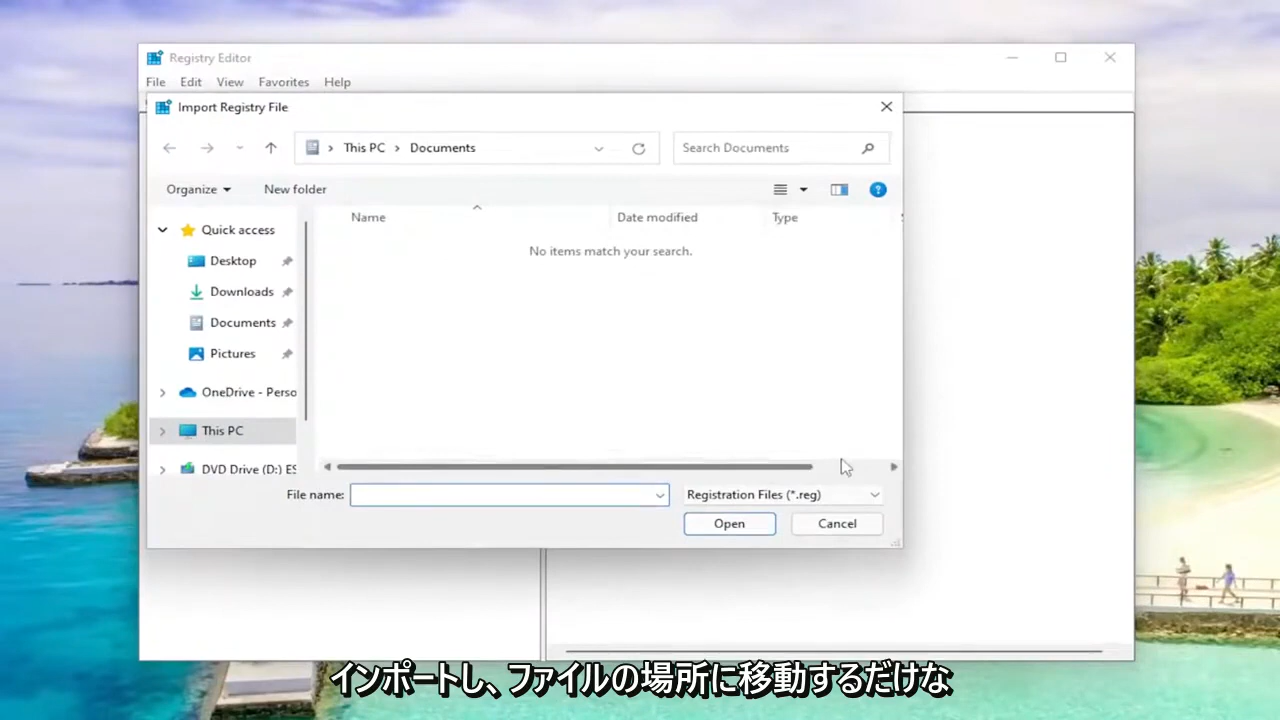 Registry Editor
File Edit View Favorites Help
Import Registry File
This PC > Documents
Search Documents
Organize New folder
Name Date modified Type
Quick access
No items match your search.
Desktop
Downloads
Documents
Pictures
OneDrive - Perso
This PC
DVD Drive (D:) ES
File name: Registration Files (*.reg)
Open Cancel
インポートし、ファイルの場所に移動するだけな